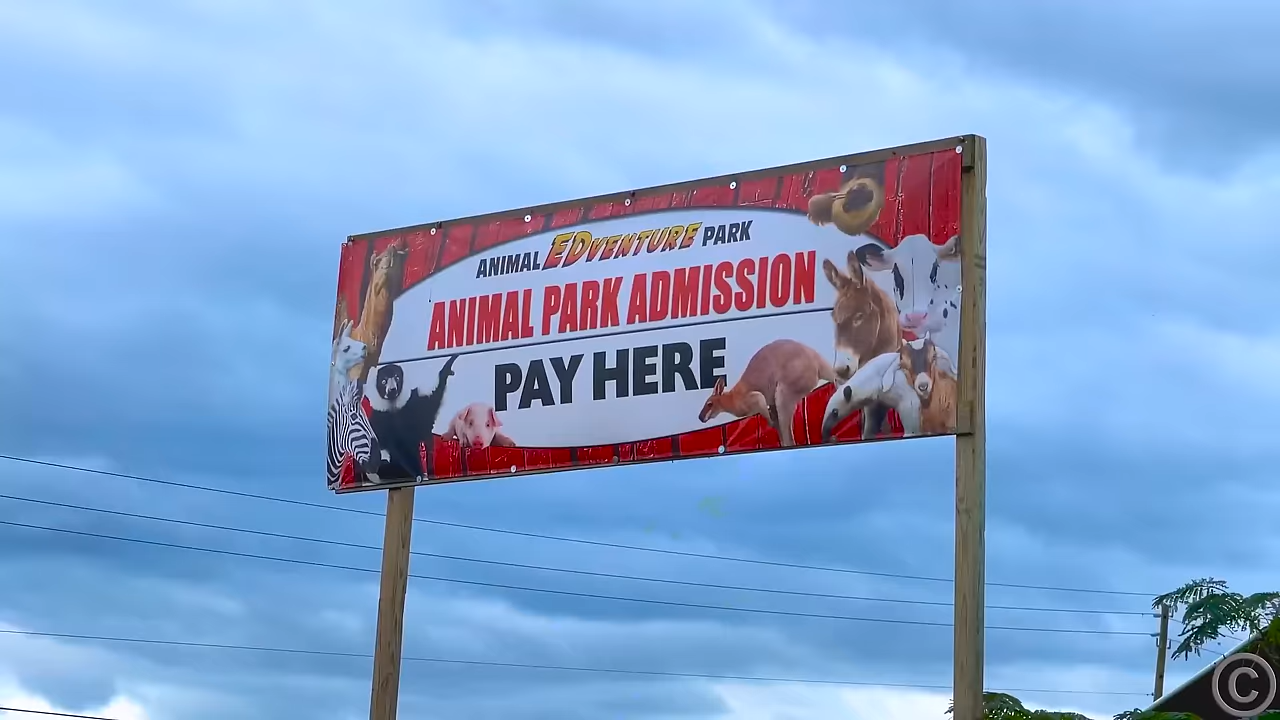 ANIMAL EDVENTURE PARK
ANIMAL PARK ADMISSION
PAY HERE
©